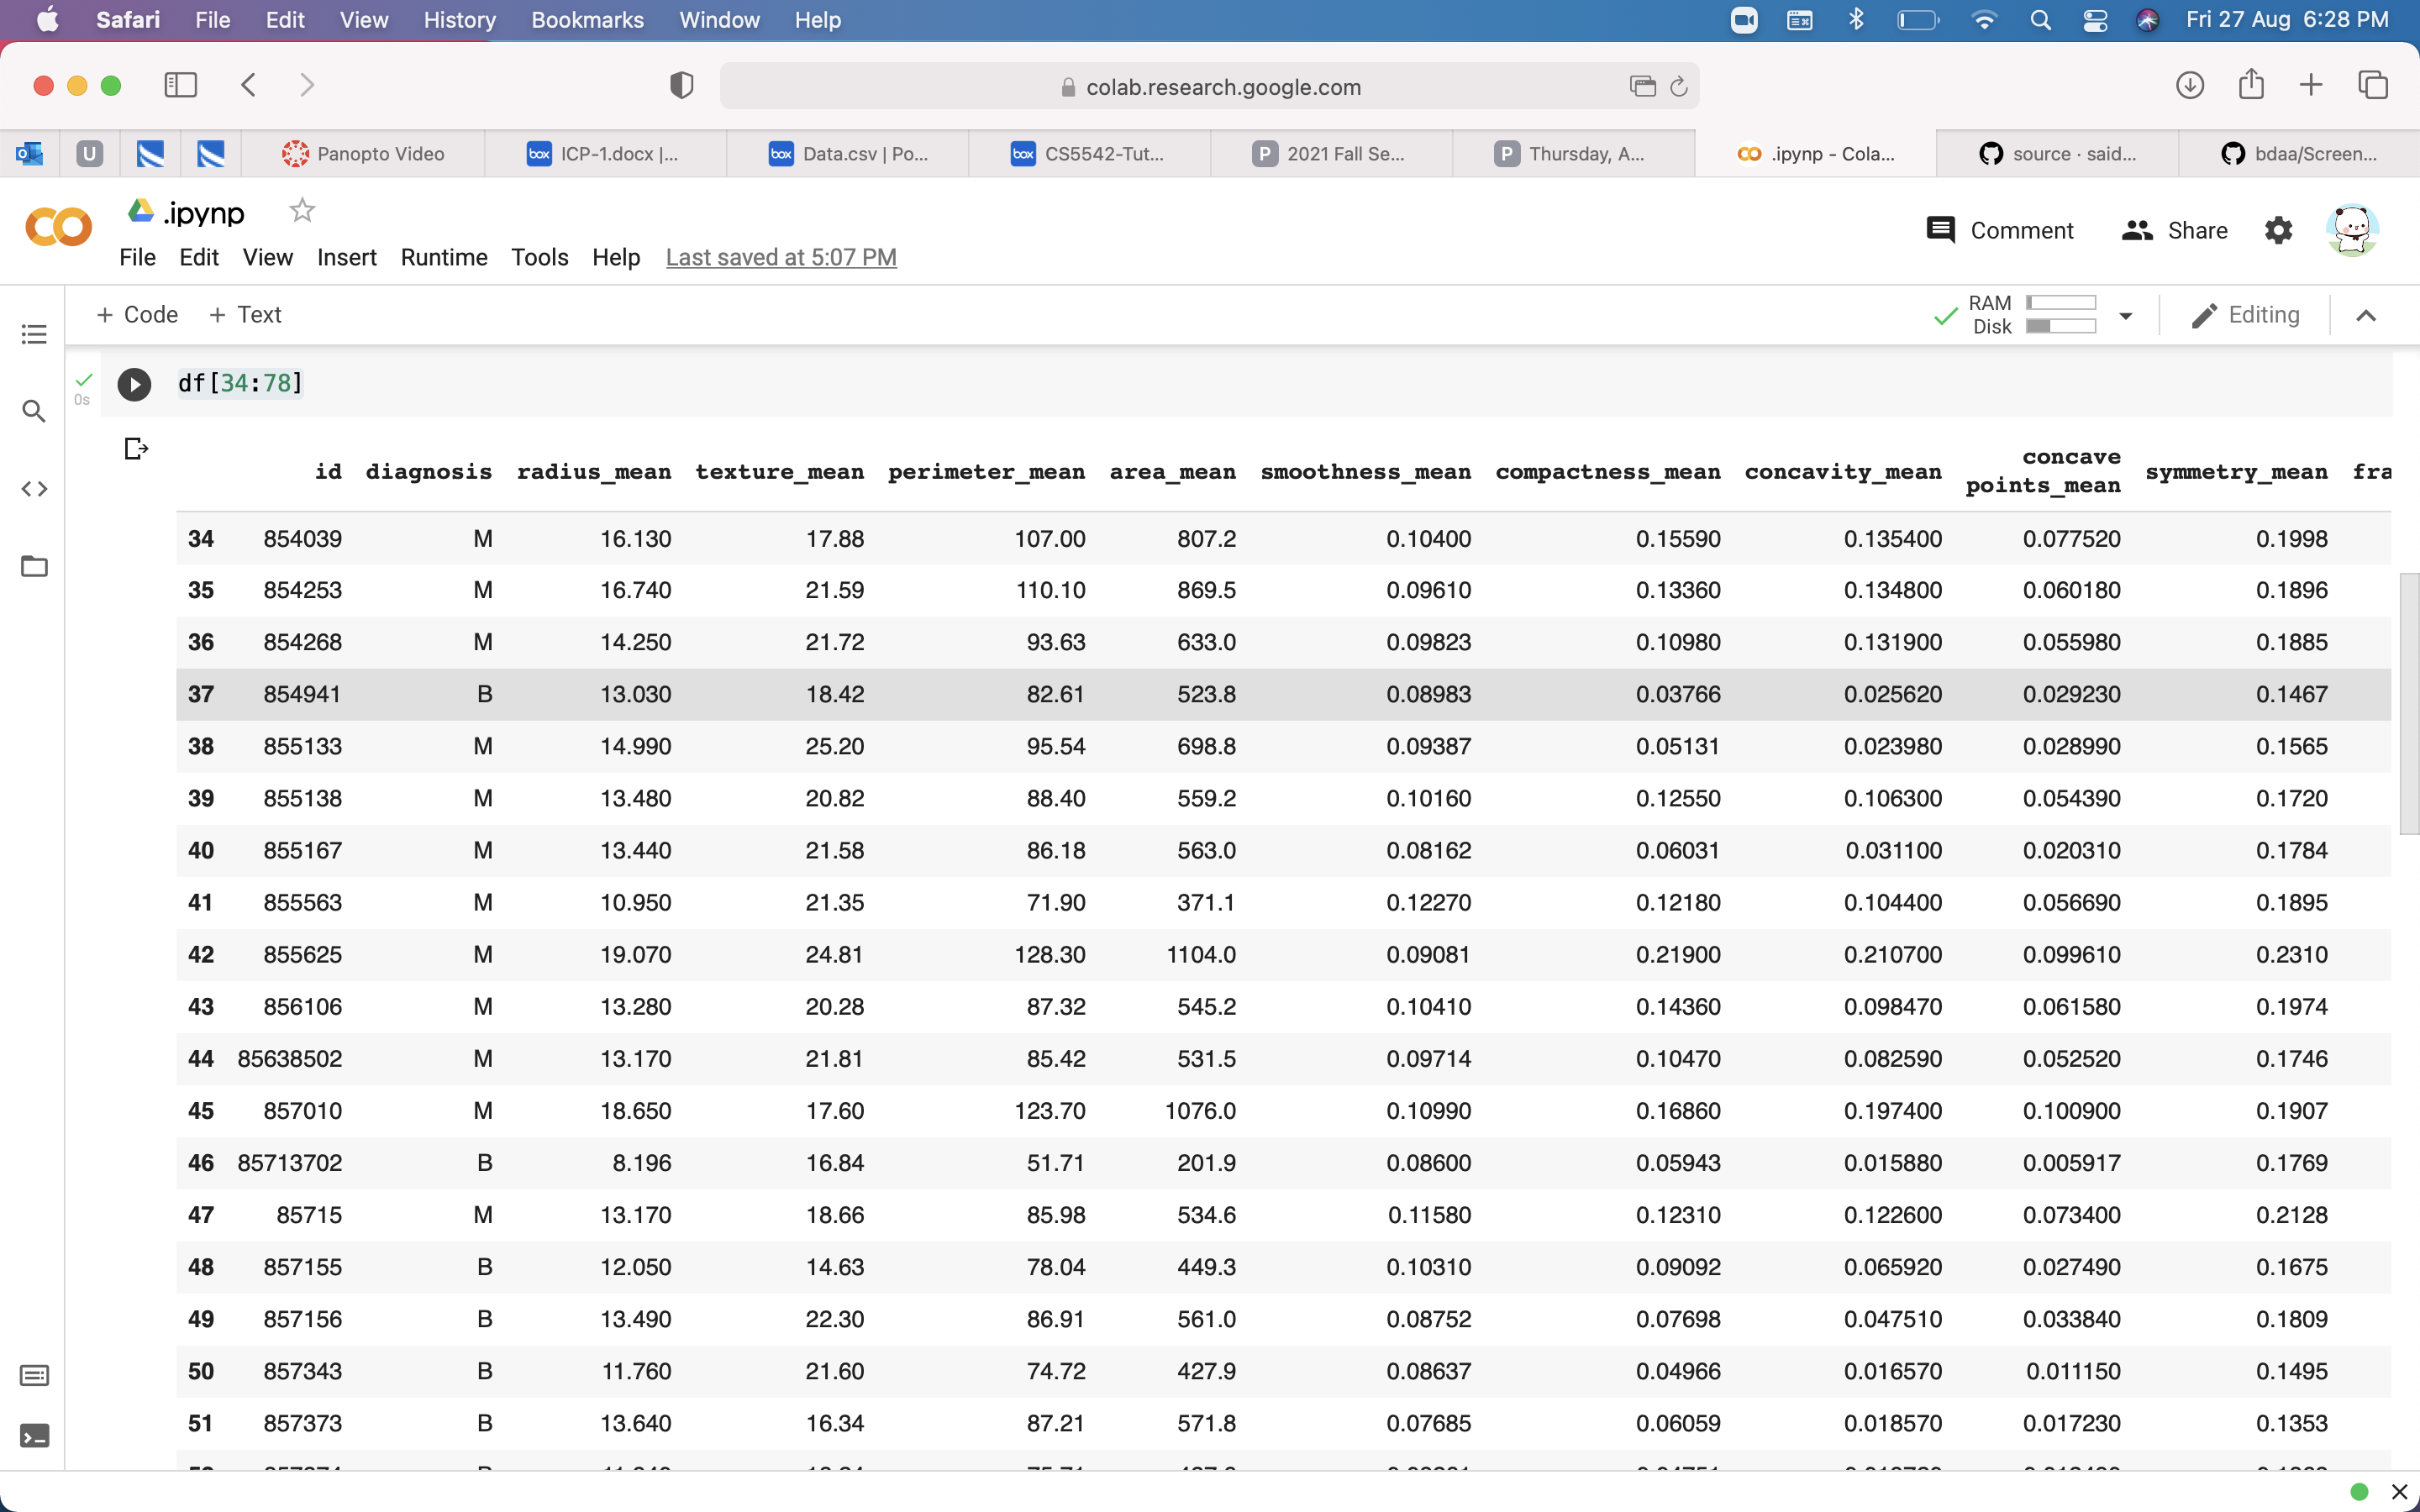 Safari File Edit View History Bookmarks Window Help Fri 27 Aug 6:28 PM
colab.research.google.com
U Panopto Video box ICP-1.docx |... box Data.csv | Po... box CS5542-Tut... P 2021 Fall Se... P Thursday, A... .ipynp - Cola... source · said... bdaa/Screen...
.ipynp
Comment Share
File Edit View Insert Runtime Tools Help Last saved at 5:07 PM
+ Code + Text RAM Disk Editing
df[34:78]
0s
id diagnosis radius_mean texture_mean perimeter_mean area_mean smoothness_mean compactness_mean concavity_mean concave points_mean symmetry_mean fra
34 854039 M 16.130 17.88 107.00 807.2 0.10400 0.15590 0.135400 0.077520 0.1998
35 854253 M 16.740 21.59 110.10 869.5 0.09610 0.13360 0.134800 0.060180 0.1896
36 854268 M 14.250 21.72 93.63 633.0 0.09823 0.10980 0.131900 0.055980 0.1885
37 854941 B 13.030 18.42 82.61 523.8 0.08983 0.03766 0.025620 0.029230 0.1467
38 855133 M 14.990 25.20 95.54 698.8 0.09387 0.05131 0.023980 0.028990 0.1565
39 855138 M 13.480 20.82 88.40 559.2 0.10160 0.12550 0.106300 0.054390 0.1720
40 855167 M 13.440 21.58 86.18 563.0 0.08162 0.06031 0.031100 0.020310 0.1784
41 855563 M 10.950 21.35 71.90 371.1 0.12270 0.12180 0.104400 0.056690 0.1895
42 855625 M 19.070 24.81 128.30 1104.0 0.09081 0.21900 0.210700 0.099610 0.2310
43 856106 M 13.280 20.28 87.32 545.2 0.10410 0.14360 0.098470 0.061580 0.1974
44 85638502 M 13.170 21.81 85.42 531.5 0.09714 0.10470 0.082590 0.052520 0.1746
45 857010 M 18.650 17.60 123.70 1076.0 0.10990 0.16860 0.197400 0.100900 0.1907
46 85713702 B 8.196 16.84 51.71 201.9 0.08600 0.05943 0.015880 0.005917 0.1769
47 85715 M 13.170 18.66 85.98 534.6 0.11580 0.12310 0.122600 0.073400 0.2128
48 857155 B 12.050 14.63 78.04 449.3 0.10310 0.09092 0.065920 0.027490 0.1675
49 857156 B 13.490 22.30 86.91 561.0 0.08752 0.07698 0.047510 0.033840 0.1809
50 857343 B 11.760 21.60 74.72 427.9 0.08637 0.04966 0.016570 0.011150 0.1495
51 857373 B 13.640 16.34 87.21 571.8 0.07685 0.06059 0.018570 0.017230 0.1353